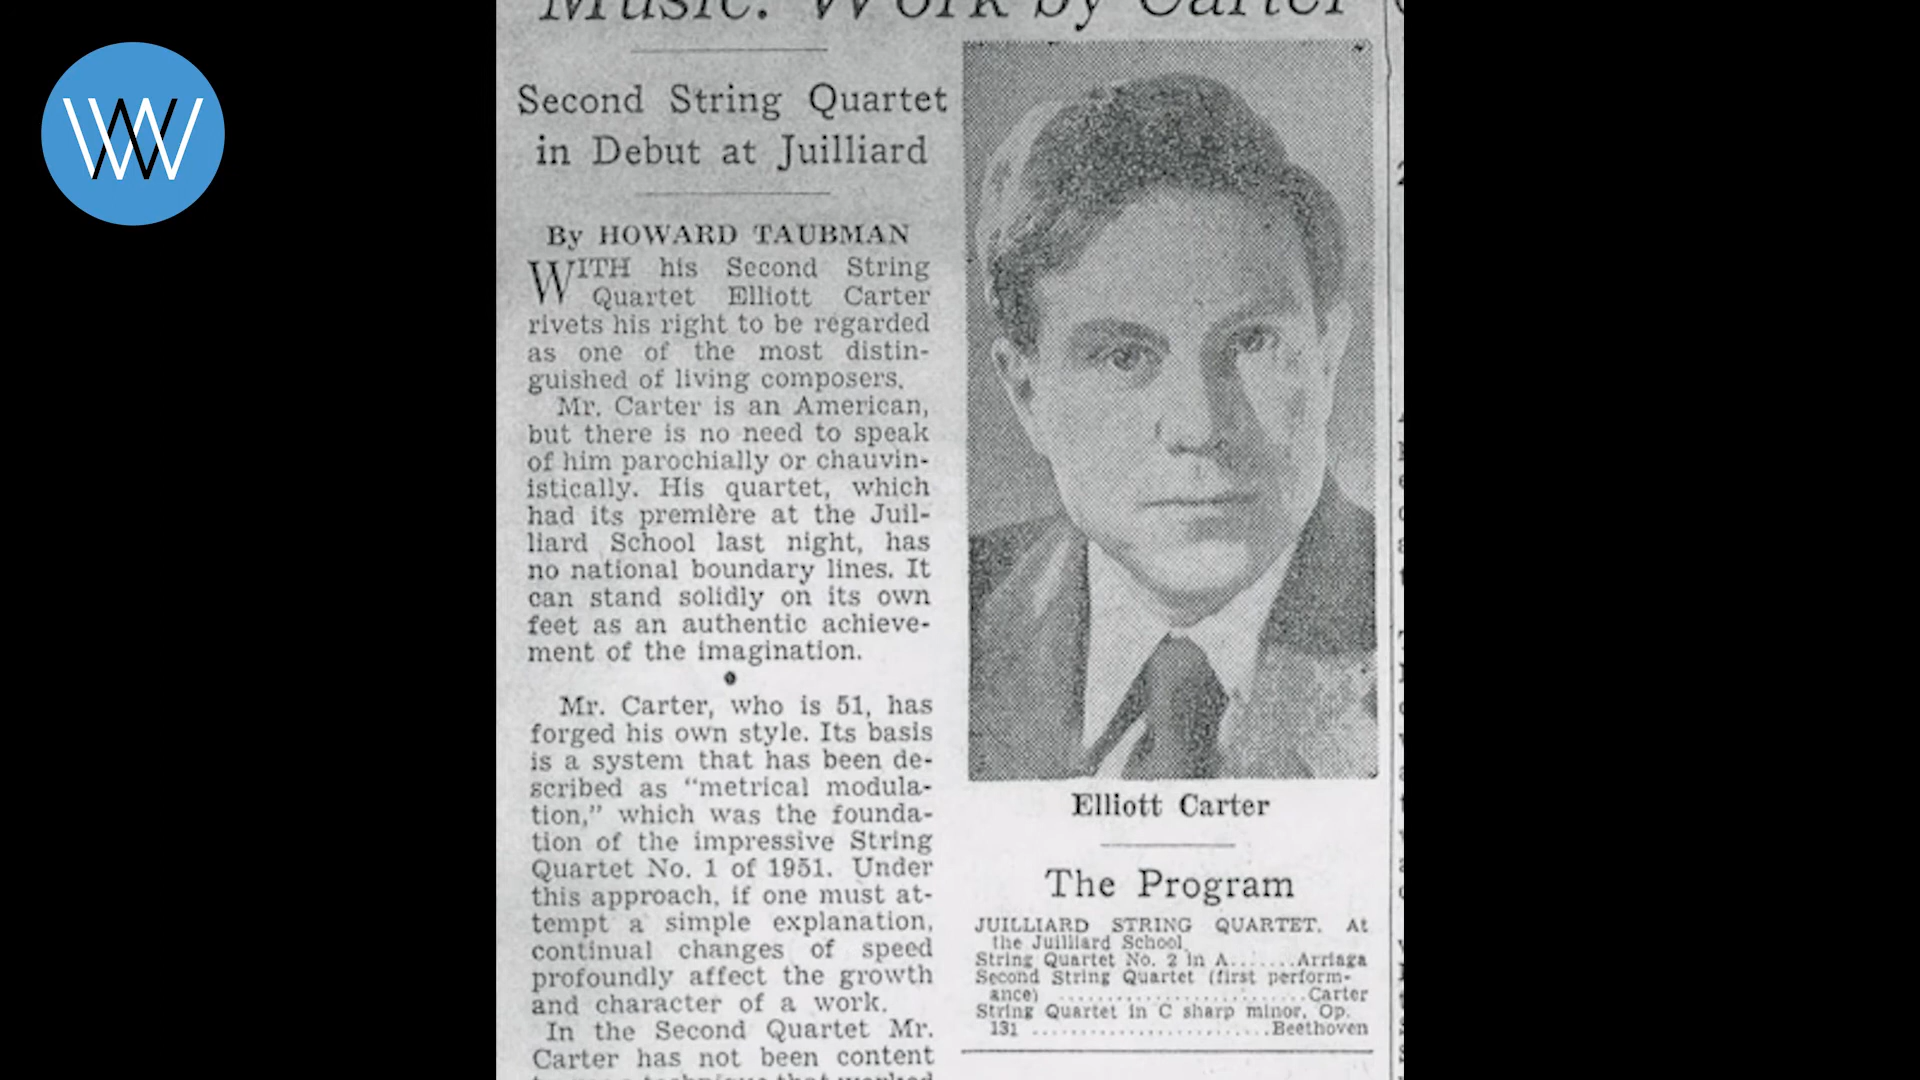 W
Music: Work by Carter
Second String Quartet
in Debut at Juilliard
By HOWARD TAUBMAN
WITH his Second String
Quartet Elliott Carter
rivets his right to be regarded
as one of the most distin-
guished of living composers.
Mr. Carter is an American,
but there is no need to speak
of him parochially or chauvin-
istically. His quartet, which
had its première at the Juil-
liard School last night, has
no national boundary lines. It
can stand solidly on its own
feet as an authentic achieve-
ment of the imagination.
Mr. Carter, who is 51, has
forged his own style. Its basis
is a system that has been de-
scribed as “metrical modula-
tion,” which was the founda-
tion of the impressive String
Quartet No. 1 of 1951. Under
this approach, if one must at-
tempt a simple explanation,
continual changes of speed
profoundly affect the growth
and character of a work.
In the Second Quartet Mr.
Carter has not been content
Elliott Carter
The Program
JUILLIARD STRING QUARTET. At
the Juilliard School.
String Quartet No. 2 in A.......Arriaga
Second String Quartet (first perform-
ance) ........................Carter
String Quartet in C sharp minor, Op.
131 .......................Beethoven